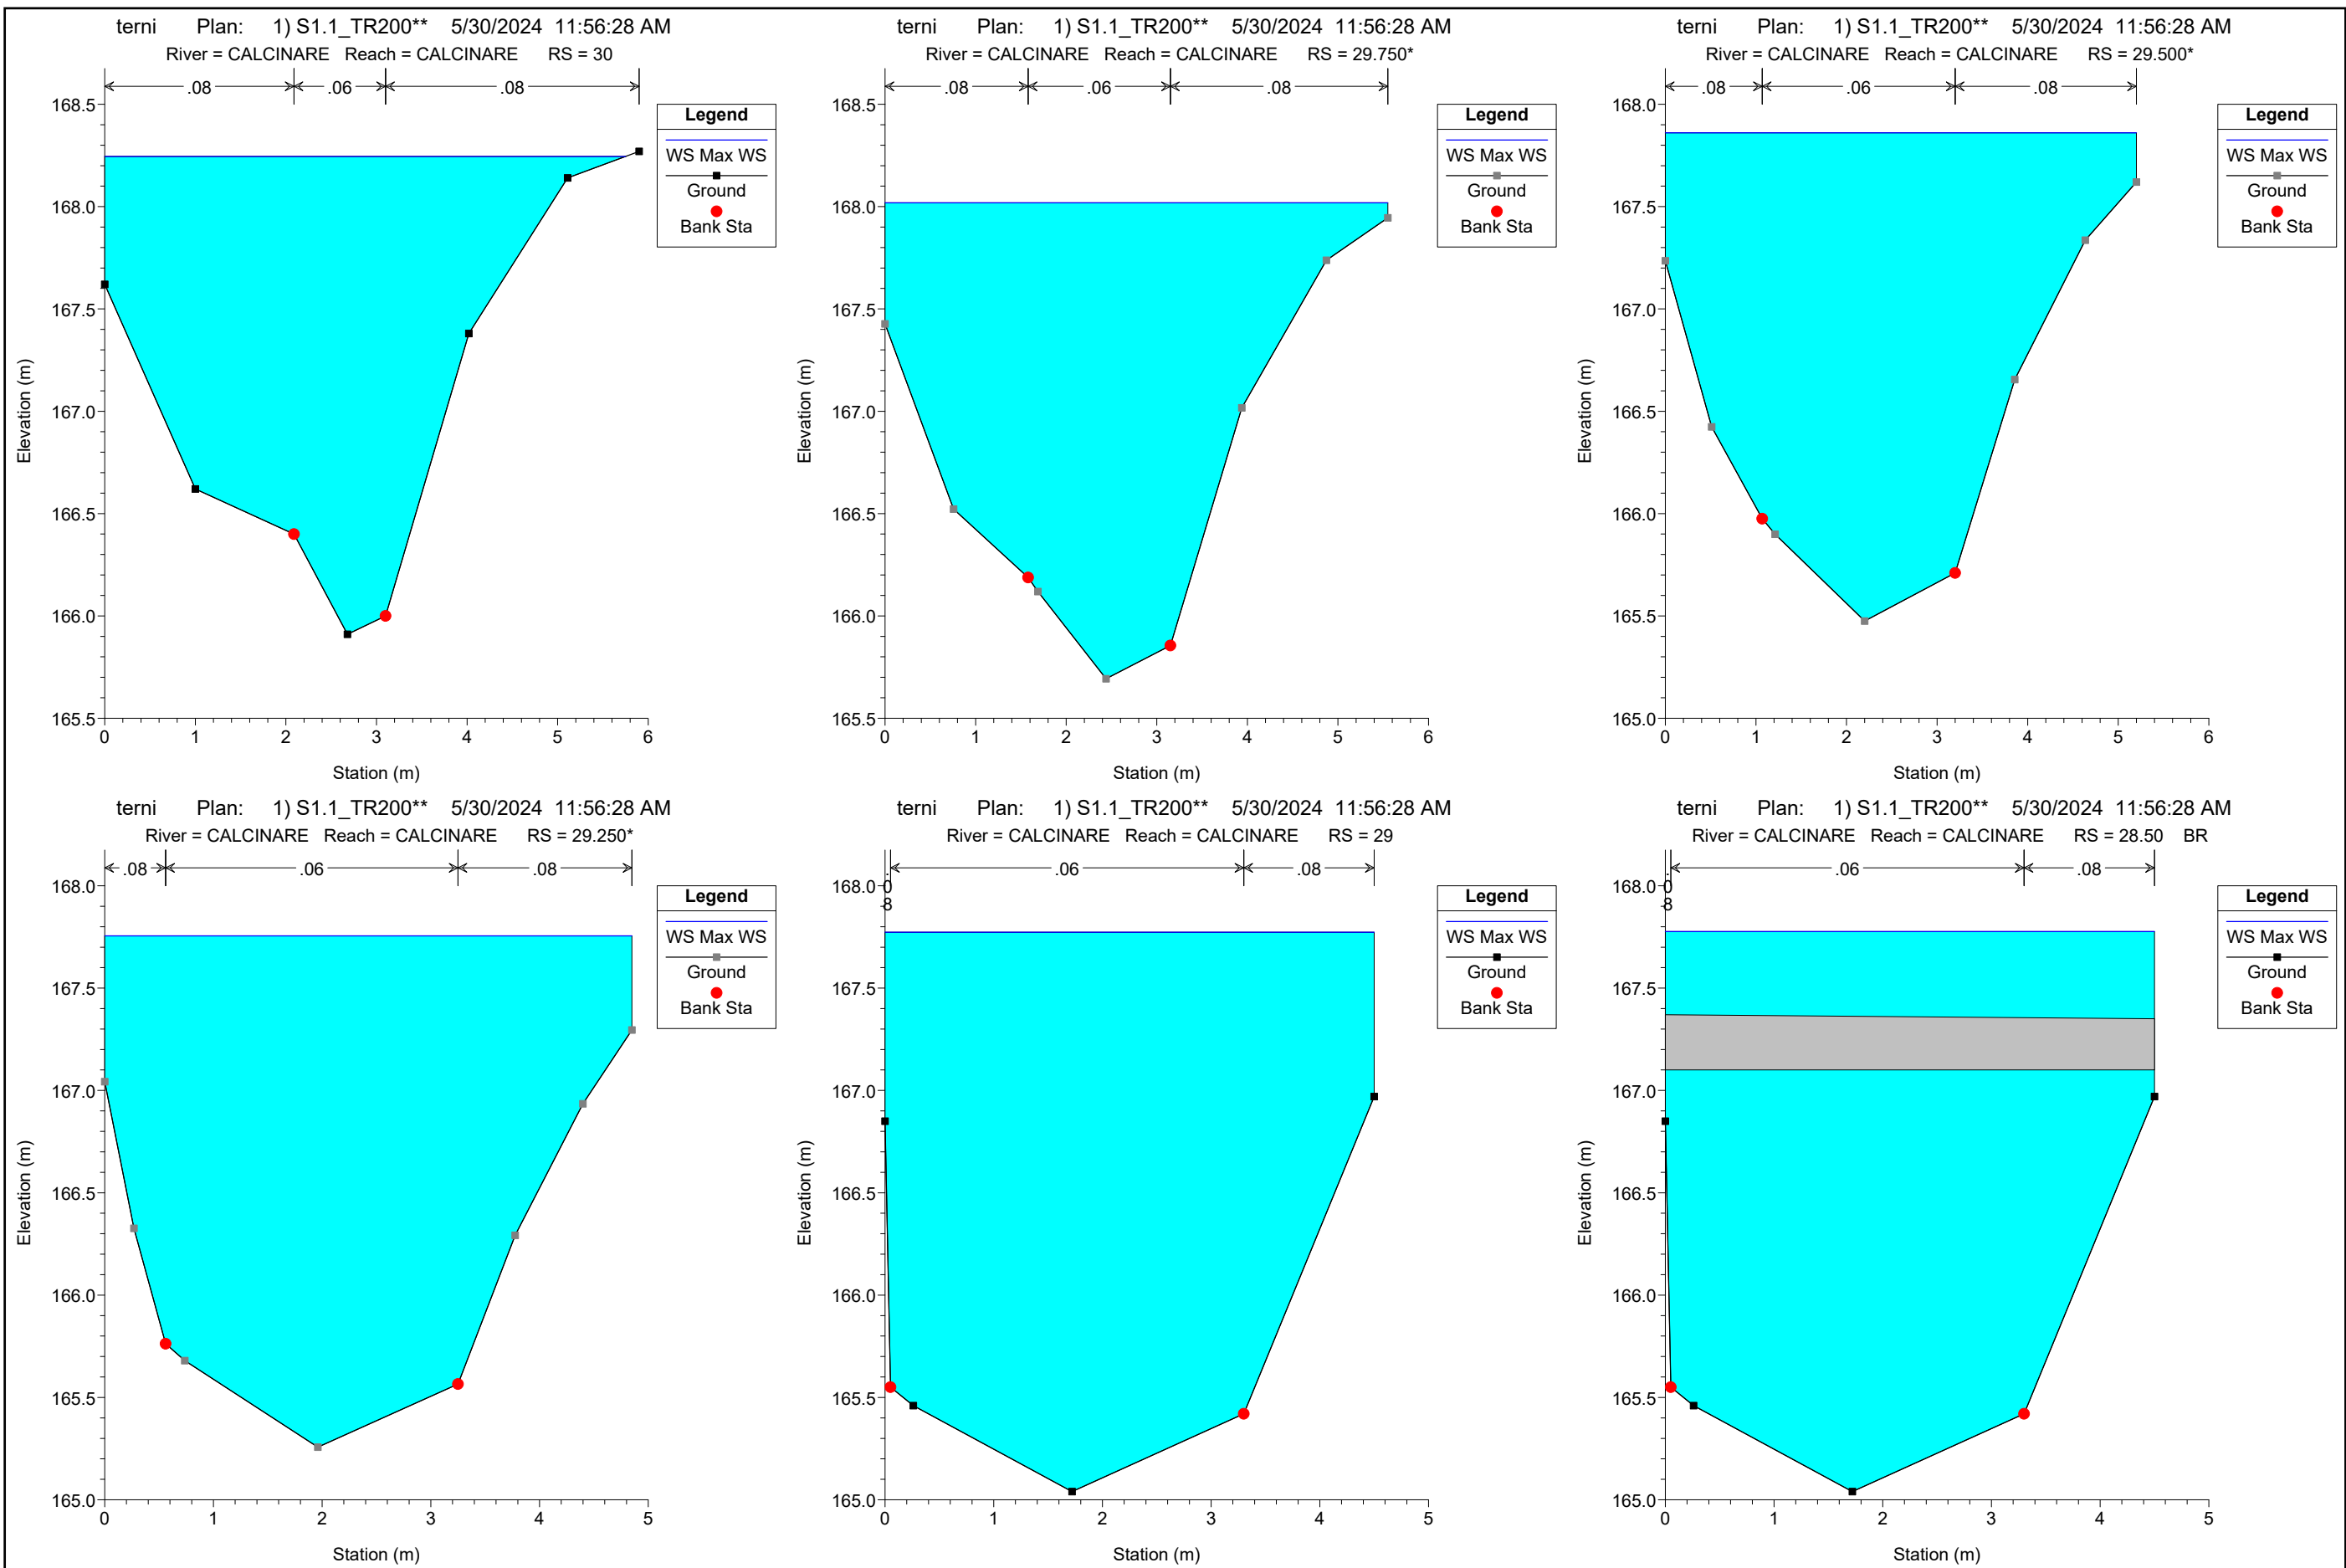 terni Plan: 1) S1.1_TR200** 5/30/2024 11:56:28 AM
River = CALCINARE Reach = CALCINARE RS = 30
.08 .06 .08
168.5
168.0
167.5
167.0
166.5
166.0
165.5
0 1 2 3 4 5 6
Station (m)
Elevation (m)
Legend
WS Max WS
Ground
Bank Sta
terni Plan: 1) S1.1_TR200** 5/30/2024 11:56:28 AM
River = CALCINARE Reach = CALCINARE RS = 29.750*
.08 .06 .08
168.5
168.0
167.5
167.0
166.5
166.0
165.5
0 1 2 3 4 5 6
Station (m)
Elevation (m)
Legend
WS Max WS
Ground
Bank Sta
terni Plan: 1) S1.1_TR200** 5/30/2024 11:56:28 AM
River = CALCINARE Reach = CALCINARE RS = 29.500*
.08 .06 .08
168.0
167.5
167.0
166.5
166.0
165.5
165.0
0 1 2 3 4 5 6
Station (m)
Elevation (m)
Legend
WS Max WS
Ground
Bank Sta
terni Plan: 1) S1.1_TR200** 5/30/2024 11:56:28 AM
River = CALCINARE Reach = CALCINARE RS = 29.250*
.08 .06 .08
168.0
167.5
167.0
166.5
166.0
165.5
165.0
0 1 2 3 4 5
Station (m)
Elevation (m)
Legend
WS Max WS
Ground
Bank Sta
terni Plan: 1) S1.1_TR200** 5/30/2024 11:56:28 AM
River = CALCINARE Reach = CALCINARE RS = 29
.
0
8
.06 .08
168.0
167.5
167.0
166.5
166.0
165.5
165.0
0 1 2 3 4 5
Station (m)
Elevation (m)
Legend
WS Max WS
Ground
Bank Sta
terni Plan: 1) S1.1_TR200** 5/30/2024 11:56:28 AM
River = CALCINARE Reach = CALCINARE RS = 28.50 BR
.
0
8
.06 .08
168.0
167.5
167.0
166.5
166.0
165.5
165.0
0 1 2 3 4 5
Station (m)
Elevation (m)
Legend
WS Max WS
Ground
Bank Sta